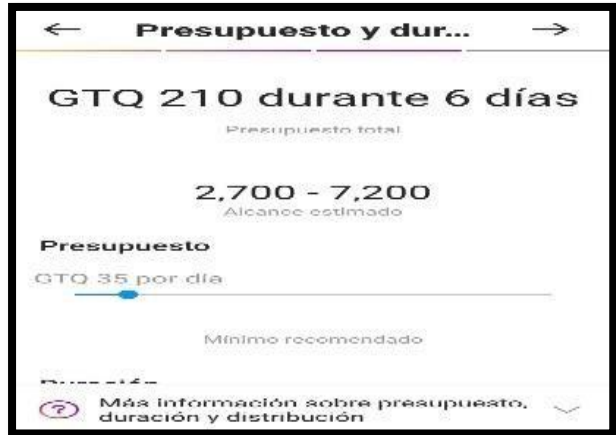 Presupuesto y dur...
GTQ 210 durante 6 días
Presupuesto total
2,700 - 7,200
Alcance estimado
Presupuesto
GTQ 35 por día
Mínimo recomendado
Duración
Más información sobre presupuesto,
duración y distribución